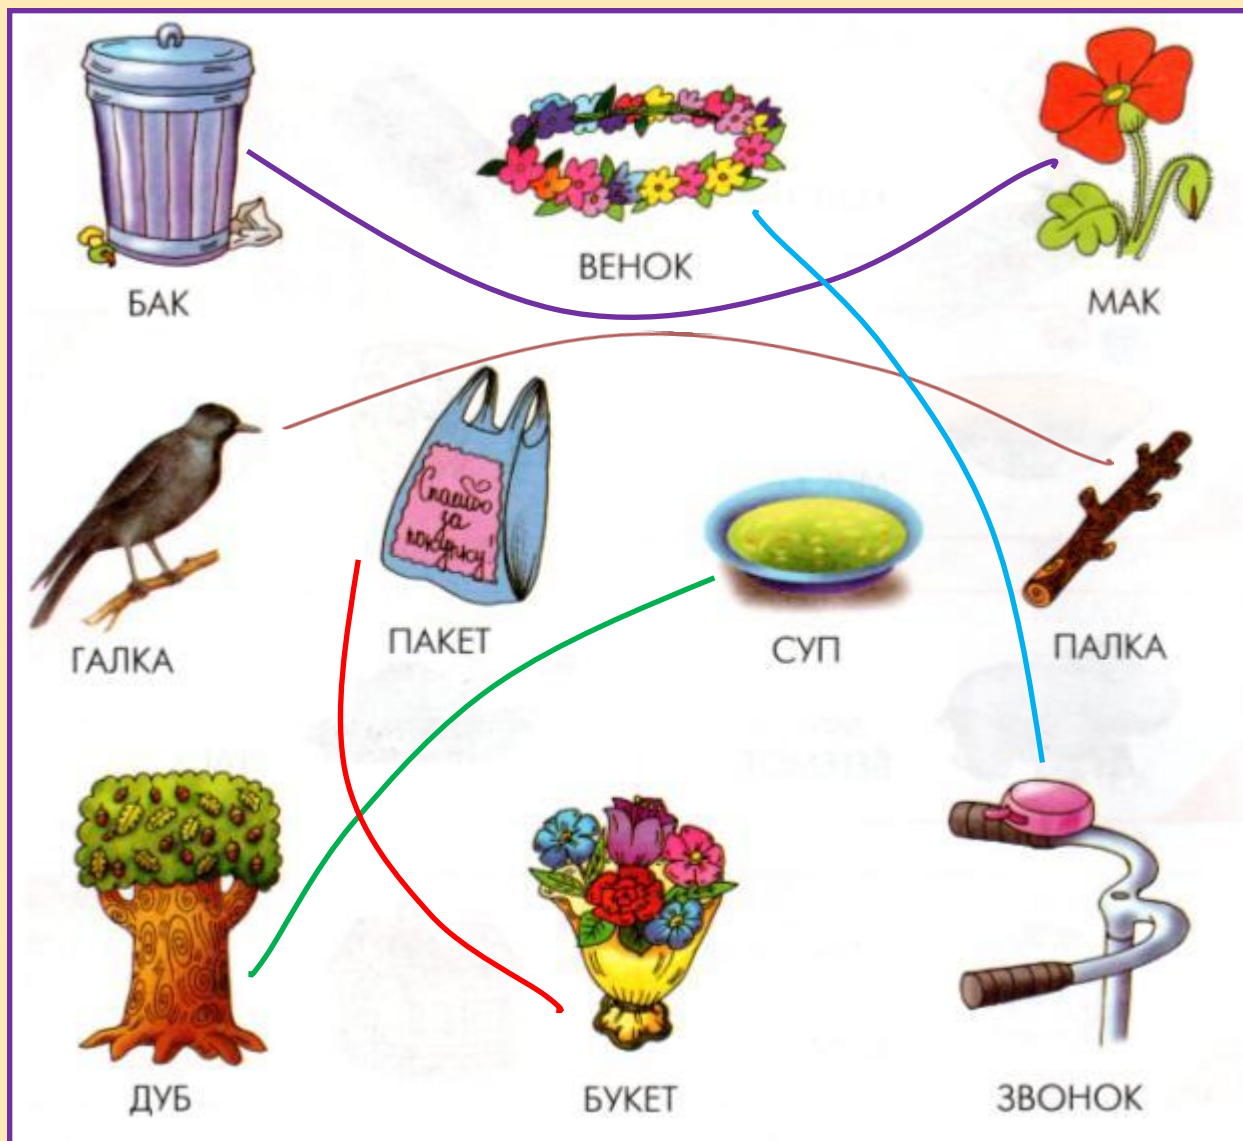 БАК
ВЕНОК
МАК
Спасибо
за
покупку!
ГАЛКА
ПАКЕТ
СУП
ПАЛКА
ДУБ
БУКЕТ
ЗВОНОК